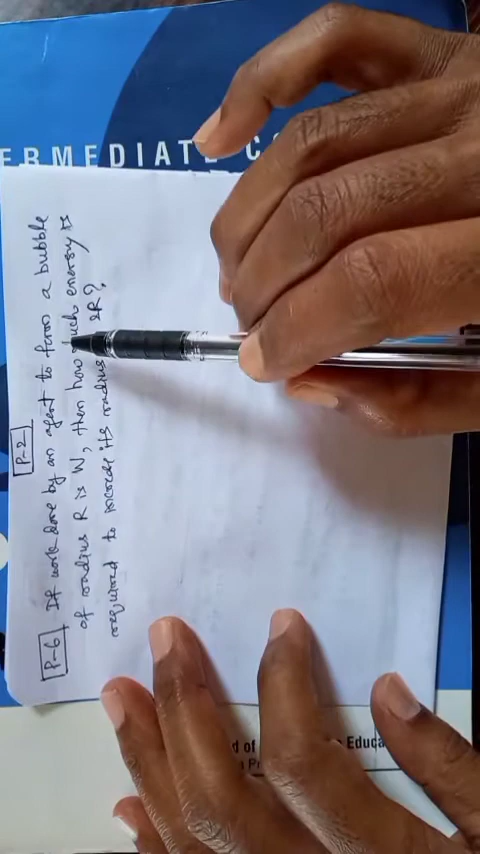 ERMEDIATE C
P-2
P-6 If work done by an agent to form a bubble
of radius R is W, then how much energy is
required to increase its radius 2R?
d of Educa